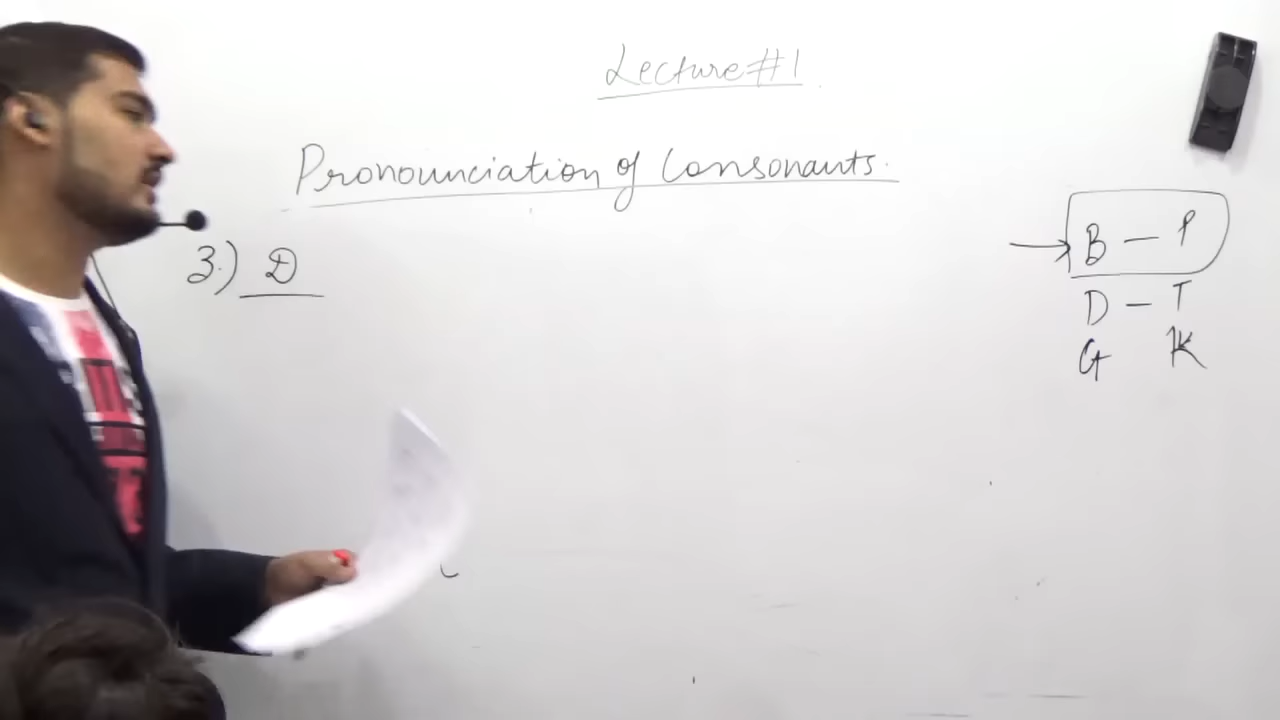 Lecture #1
Pronounciation of Consonants.
3.) D
→ B — P
D — T
G K